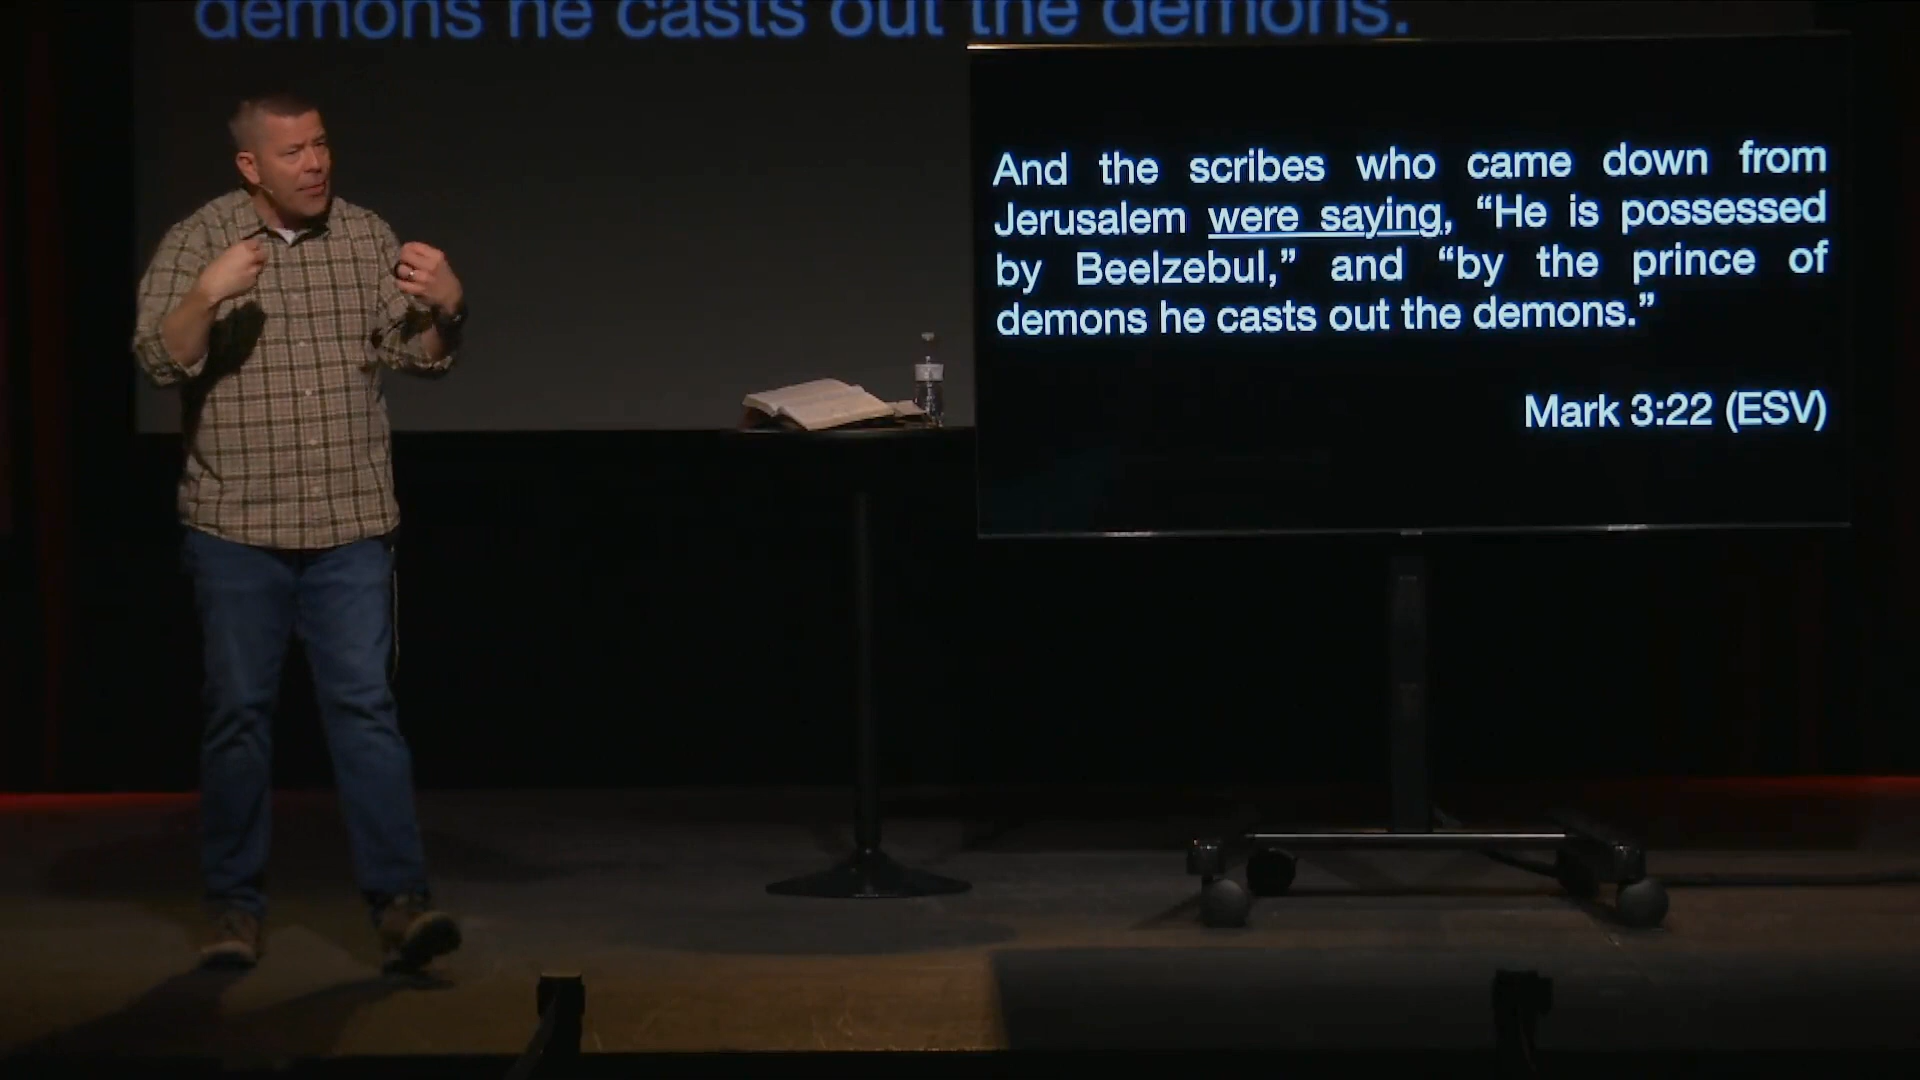 demons he casts out the demons.
And the scribes who came down from
Jerusalem were saying, “He is possessed
by Beelzebul,” and “by the prince of
demons he casts out the demons.”
Mark 3:22 (ESV)